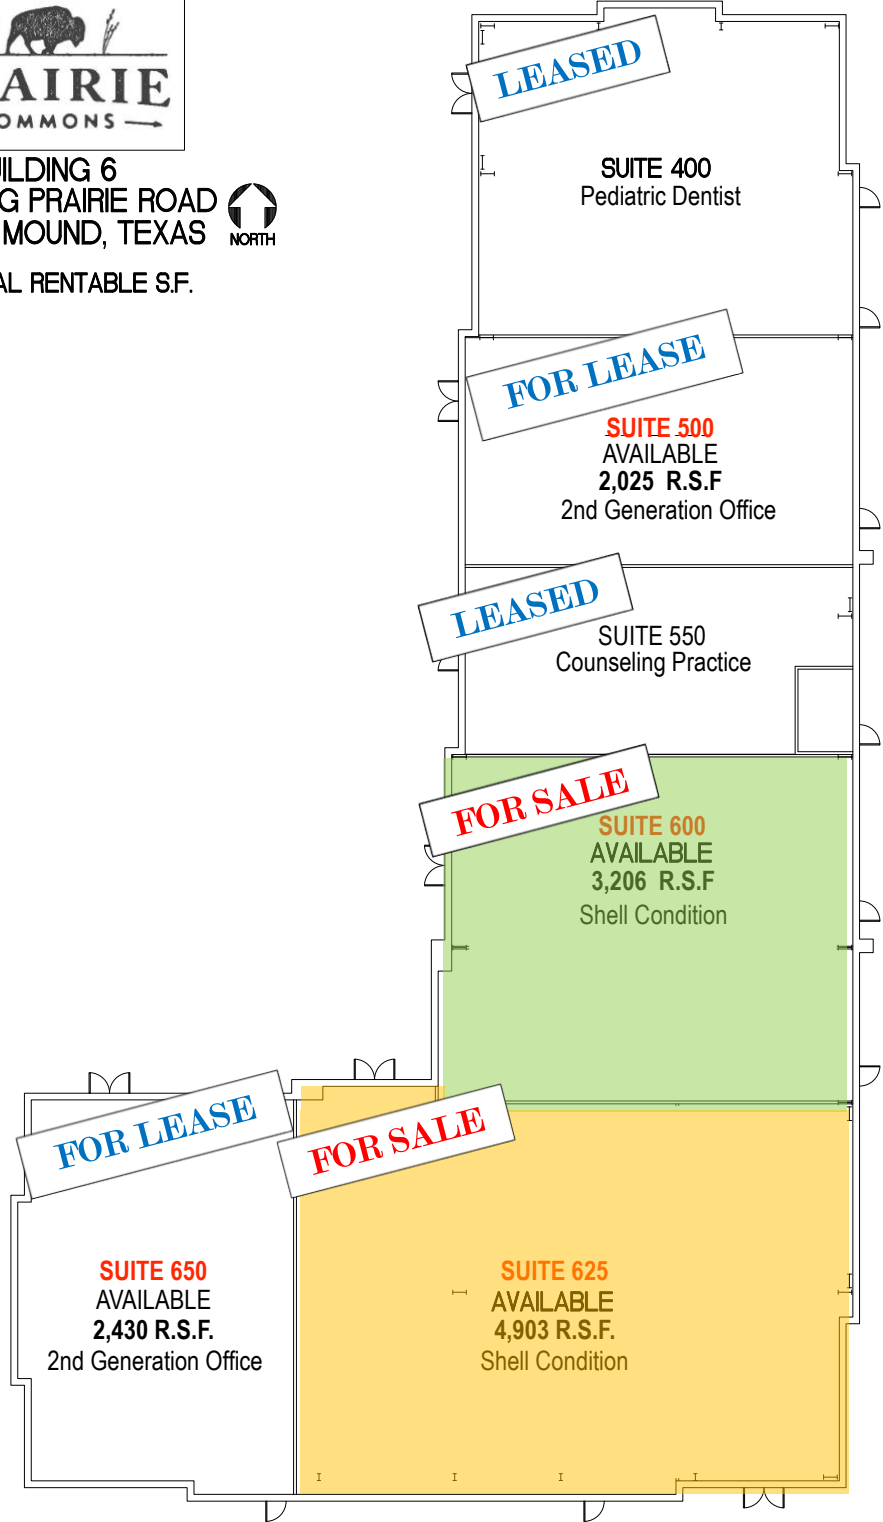 AIRIE
OMMONS
ILDING 6
G PRAIRIE ROAD
MOUND, TEXAS
NORTH
AL RENTABLE S.F.
LEASED
SUITE 400
Pediatric Dentist
FOR LEASE
SUITE 500
AVAILABLE
2,025 R.S.F
2nd Generation Office
LEASED
SUITE 550
Counseling Practice
FOR SALE
SUITE 600
AVAILABLE
3,206 R.S.F
Shell Condition
FOR LEASE
SUITE 650
AVAILABLE
2,430 R.S.F.
2nd Generation Office
FOR SALE
SUITE 625
AVAILABLE
4,903 R.S.F.
Shell Condition